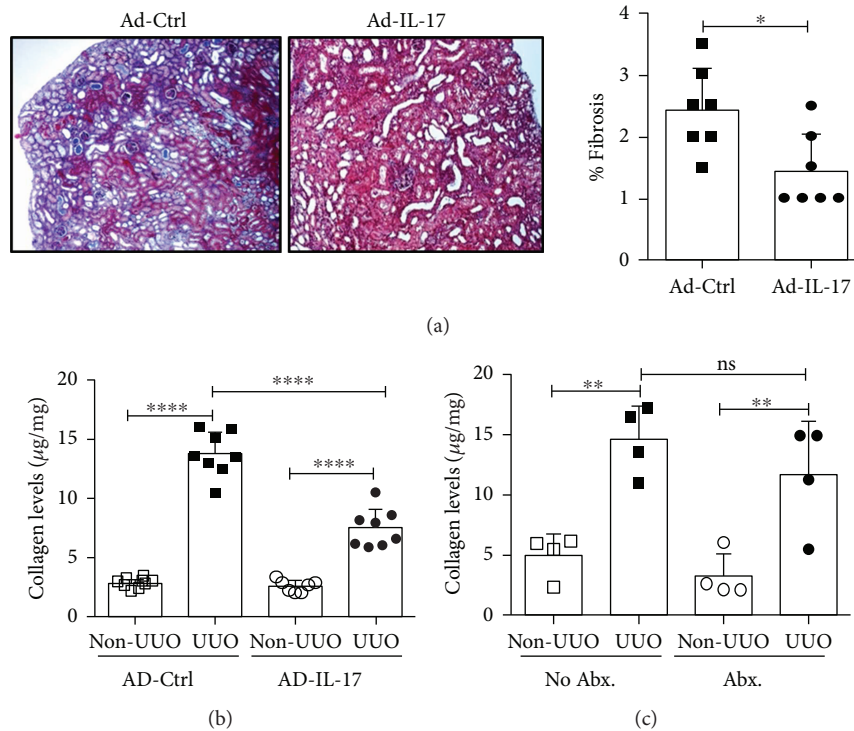 Ad-Ctrl
Ad-IL-17
*
4
3
2
1
0
% Fibrosis
Ad-Ctrl
Ad-IL-17
(a)
20
15
10
5
0
Collagen levels (µg/mg)
****
****
****
Non-UUO UUO Non-UUO UUO
AD-Ctrl AD-IL-17
(b)
20
15
10
5
0
Collagen levels (µg/mg)
ns
**
**
Non-UUO UUO Non-UUO UUO
No Abx. Abx.
(c)